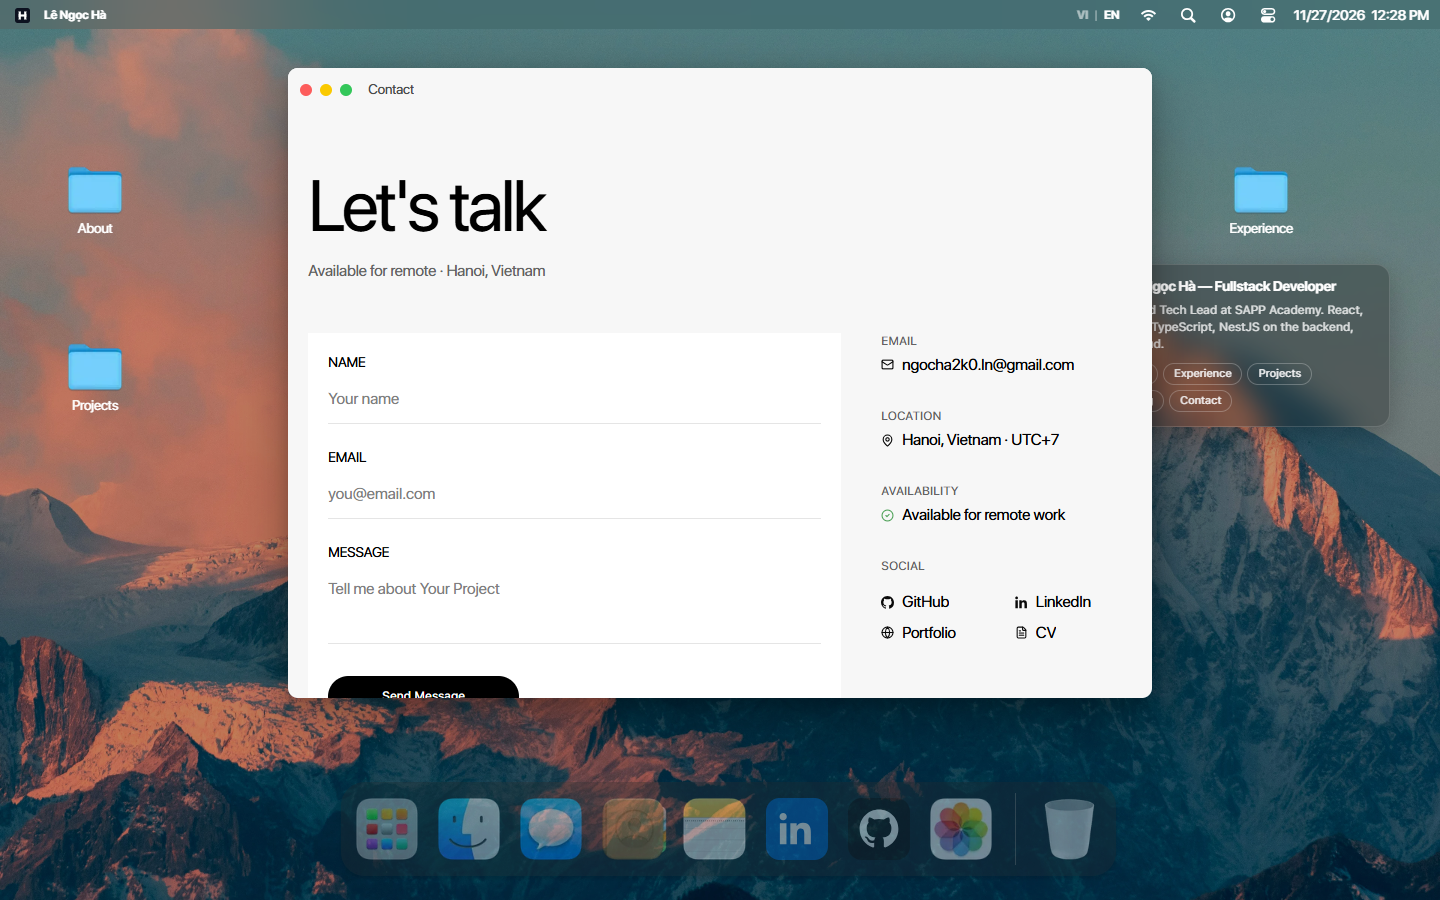 H Lê Ngọc Hà VI | EN 11/27/2026 12:28 PM
Contact
Let's talk
Available for remote · Hanoi, Vietnam
About
Projects
Experience
NAME
Your name
EMAIL
you@email.com
MESSAGE
Tell me about Your Project
Send Message
EMAIL
ngocha2k0.ln@gmail.com
LOCATION
Hanoi, Vietnam · UTC+7
AVAILABILITY
Available for remote work
SOCIAL
GitHub
LinkedIn
Portfolio
CV
Hà — Fullstack Developer
Tech Lead at SAPP Academy. React,
TypeScript, NestJS on the backend,
Experience Projects
Contact
in